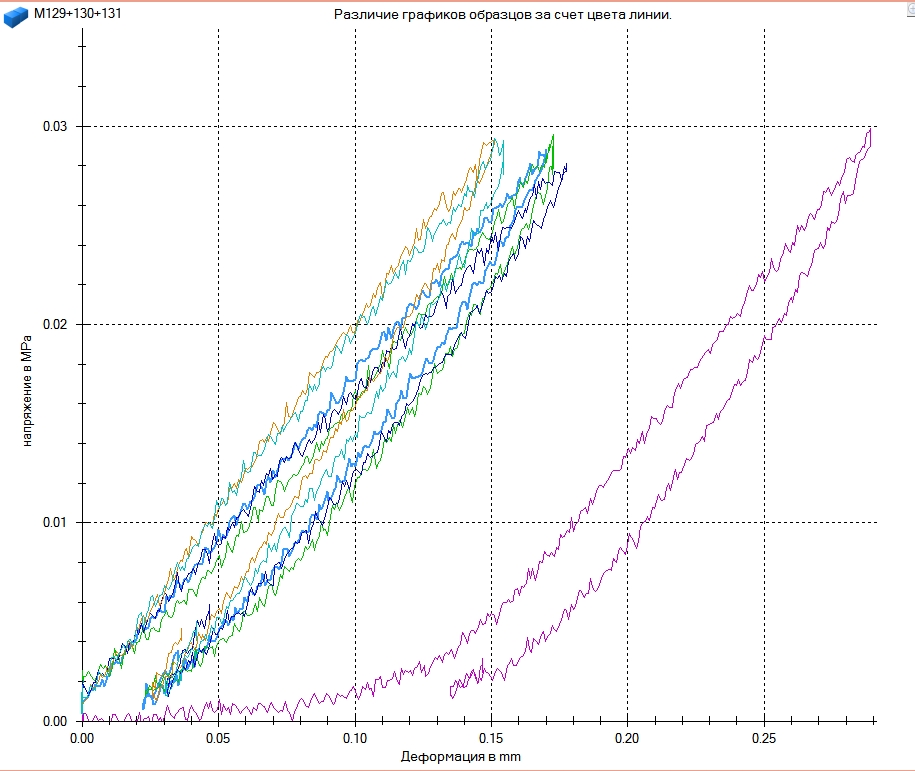 M129+130+131
Различие графиков образцов за счет цвета линии.
напряжение в MPa
0.03
0.02
0.01
0.00
0.00 0.05 0.10 0.15 0.20 0.25
Деформация в mm